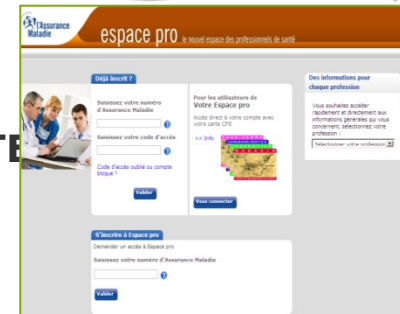 l'Assurance
Maladie
espace pro le nouvel espace des professionnels de santé
TE
Déjà inscrit ?
Saisissez votre numéro
d'Assurance Maladie
Saisissez votre code d'accès
Code d'accès oublié ou compte
bloqué ?
Valider
Pour les utilisateurs de
Votre Espace pro
Accès direct à votre compte avec
votre carte CPS
>> Info
Vous connecter
Des informations pour
chaque profession
Vous souhaitez accéder
rapidement et directement aux
informations générales qui vous
concernent, sélectionnez votre
profession :
Sélectionner votre profession
S'inscrire à Espace pro
Demander un accès à Espace pro
Saisissez votre numéro d'Assurance Maladie
Valider